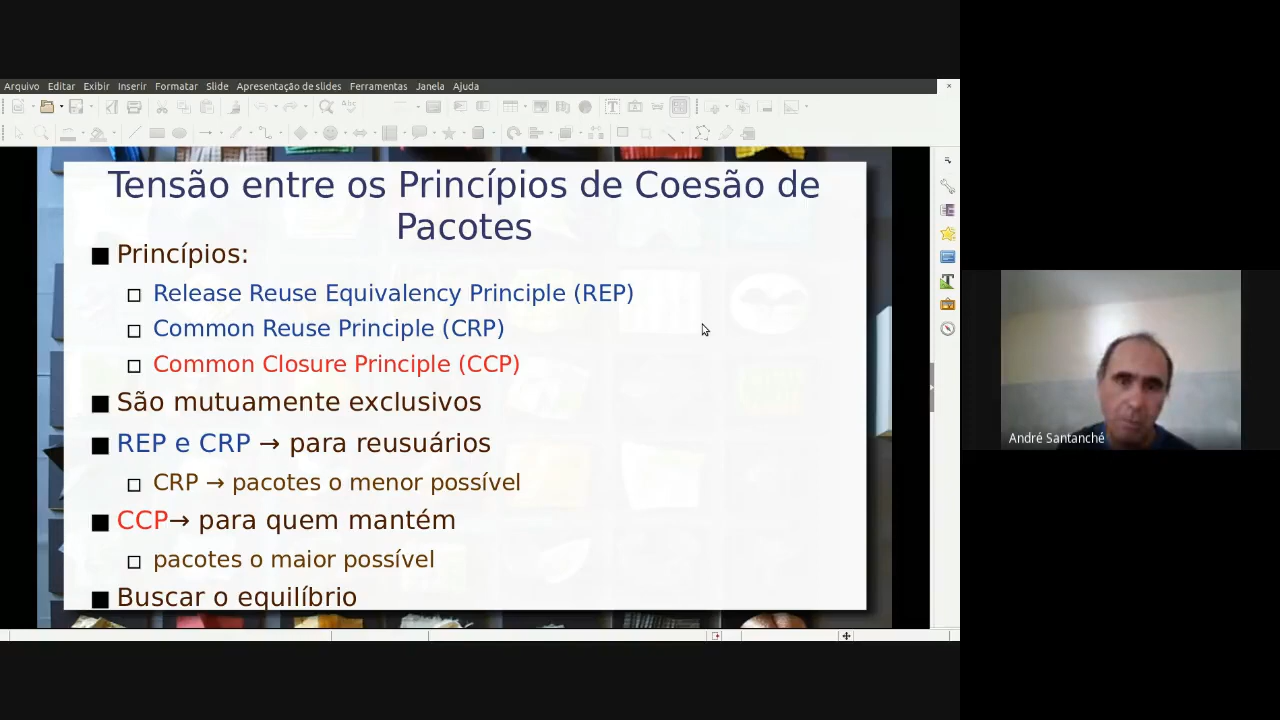 Arquivo Editar Exibir Inserir Formatar Slide Apresentação de slides Ferramentas Janela Ajuda
Tensão entre os Princípios de Coesão de
Pacotes
Princípios:
Release Reuse Equivalency Principle (REP)
Common Reuse Principle (CRP)
Common Closure Principle (CCP)
São mutuamente exclusivos
REP e CRP → para reusuários
CRP → pacotes o menor possível
CCP→ para quem mantém
pacotes o maior possível
Buscar o equilíbrio
André Santanchè